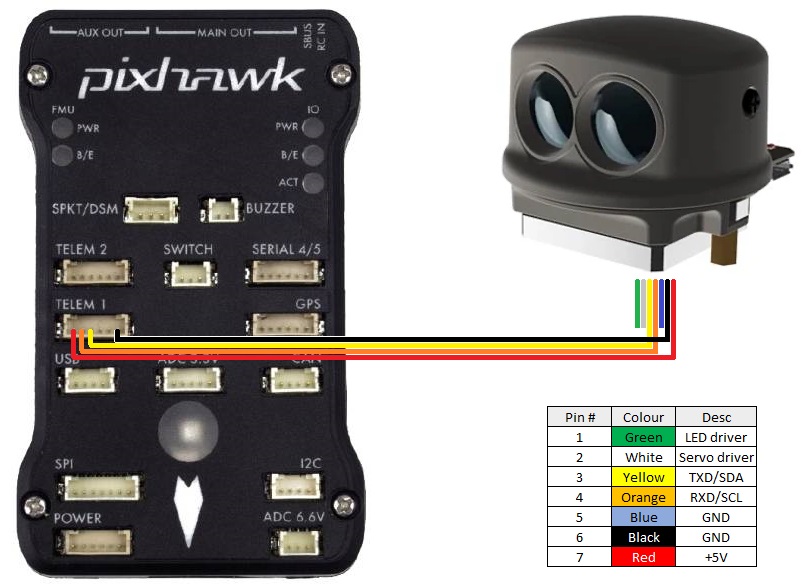 AUX OUT
MAIN OUT
SBUS
RC IN
pixhawk
FMU
IO
PWR
PWR
B/E
B/E
ACT
SPKT/DSM
BUZZER
TELEM 2
SWITCH
SERIAL 4/5
TELEM 1
GPS
USB
ADC 3.3V
CAN
SPI
I2C
POWER
ADC 6.6V
Pin # Colour Desc
1 Green LED driver
2 White Servo driver
3 Yellow TXD/SDA
4 Orange RXD/SCL
5 Blue GND
6 Black GND
7 Red +5V